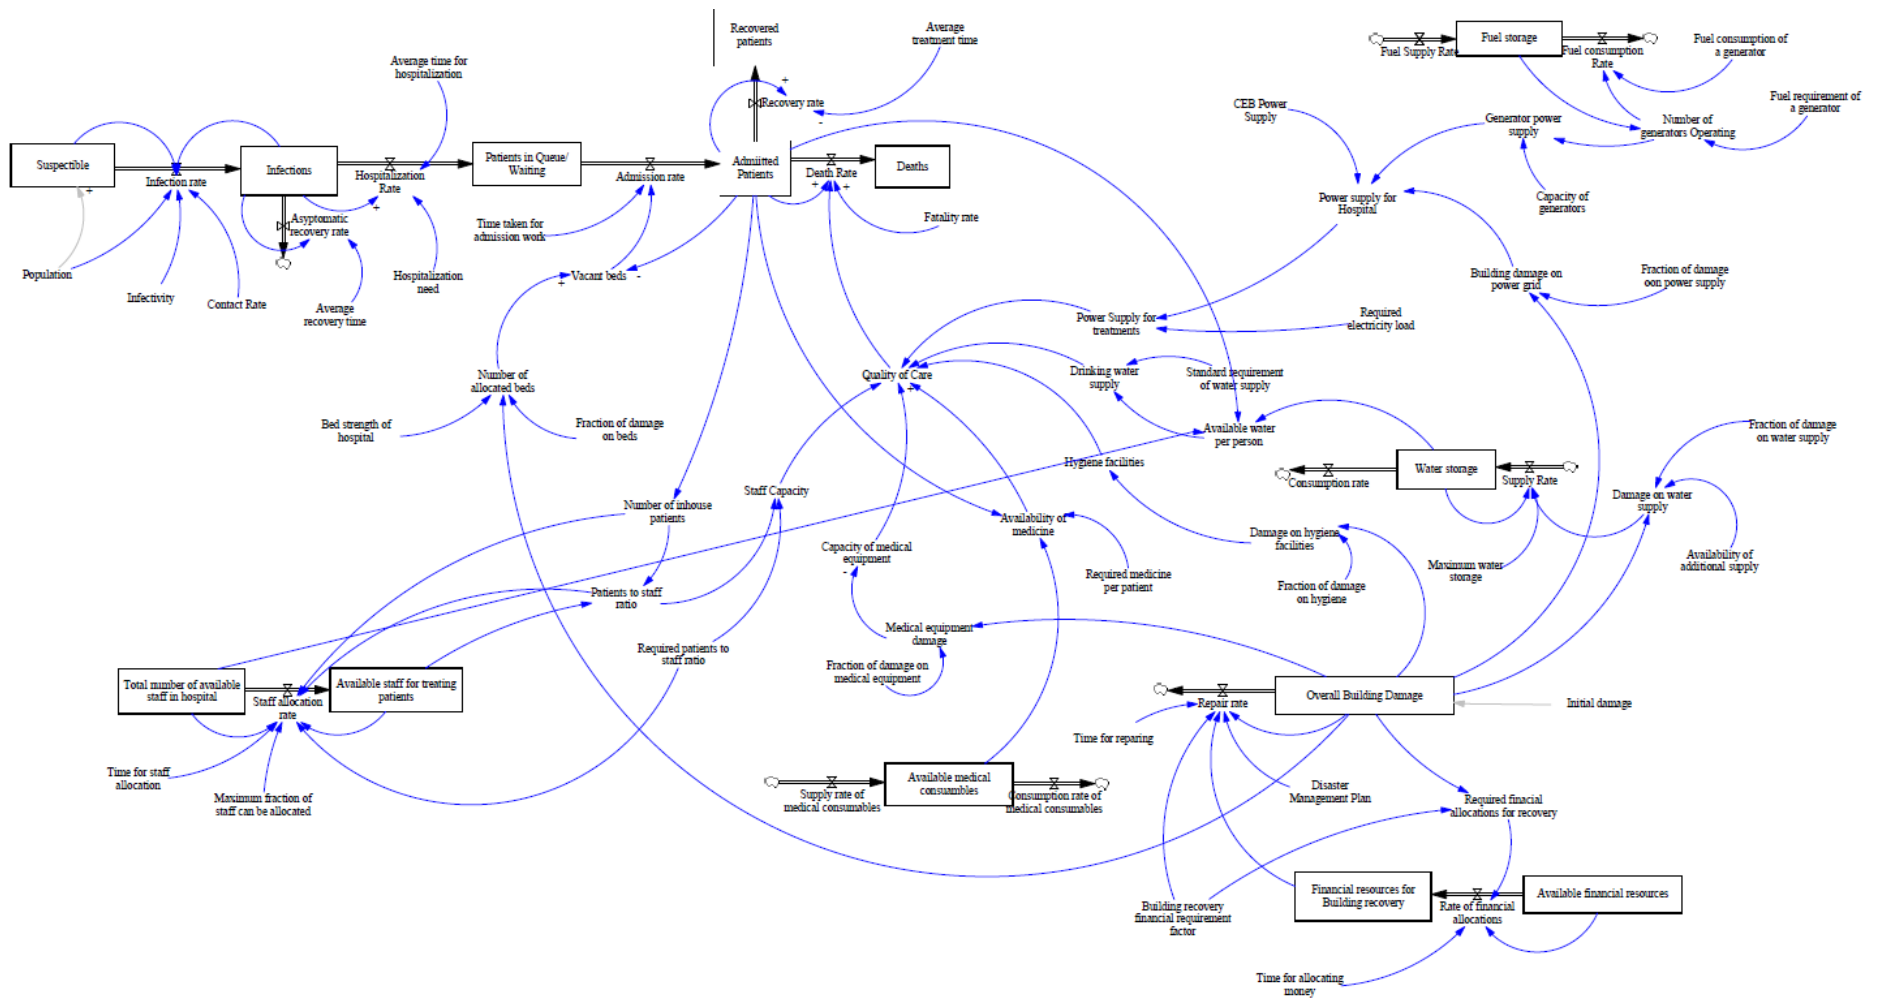 Recovered
patients
Average
treatment time
Fuel storage
Fuel Supply Rate
Fuel consumption
Rate
Fuel consumption of
a generator
Average time for
hospitalization
+
Recovery rate
-
CEB Power
Supply
Fuel requirement of
a generator
Generator power
supply
Number of
generators Operating
Suspectible
+
Infection rate
Infections
Hospitalization
Rate
+
Patients in Queue/
Waiting
Admission rate
Admiitted
Patients
Death Rate
+
+
Deaths
Power supply for
Hospital
Capacity of
generators
Asyptomatic
recovery rate
Time taken for
admission work
Fatality rate
Population
Infectivity
Contact Rate
Average
recovery time
Hospitalization
need
Vacant beds
+
-
Building damage on
power grid
Fraction of damage
oon power supply
Power Supply for
treatments
Required
electricity load
Number of
allocated beds
Quality of Care
+
Drinking water
supply
Standard requirement
of water supply
Bed strength of
hospital
Fraction of damage
on beds
Available water
per person
Fraction of damage
on water supply
Hygiene facilities
Water storage
Consumption rate
Supply Rate
Staff Capacity
Number of inhouse
patients
Availability of
medicine
Damage on water
supply
Capacity of medical
equipment
-
Damage on hygiene
facilities
Maximum water
storage
Availability of
additional supply
Required medicine
per patient
Fraction of damage
on hygiene
Patients to staff
ratio
Medical equipment
damage
Required patients to
staff ratio
Fraction of damage on
medical equipment
Total number of available
staff in hospital
Staff allocation
rate
Available staff for treating
patients
Overall Building Damage
Repair rate
Initial damage
Time for reparing
Time for staff
allocation
Maximum fraction of
staff can be allocated
Supply rate of
medical consumables
Available medical
consuambles
Consumption rate of
medical consumables
Disaster
Management Plan
Required finacial
allocations for recovery
Building recovery
financial requirement
factor
Financial resources for
Building recovery
Rate of financial
allocations
Available financial resources
Time for allocating
money